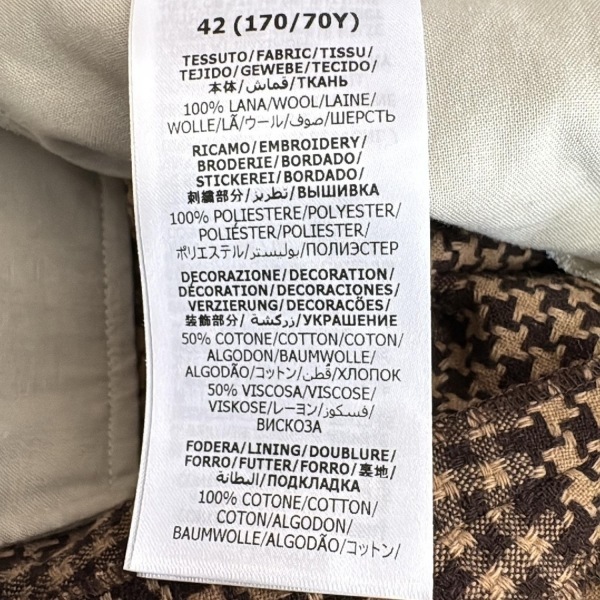 42 (170/70Y)
TESSUTO/FABRIC/TISSU/
TEJIDO/GEWEBE/TECIDO/
本体/قماش/ТКАНЬ
100% LANA/WOOL/LAINE/
WOLLE/LÃ/ウール/صوف/ШЕРСТЬ
RICAMO/EMBROIDERY/
BRODERIE/BORDADO/
STICKEREI/BORDADO/
刺繍部分/تطريز/ВЫШИВКА
100% POLIESTERE/POLYESTER/
POLIÉSTER/POLIESTER/
ポリエステル/بوليستر/ПОЛИЭСТЕР
DECORAZIONE/DECORATION/
DÉCORATION/DECORACIONES/
VERZIERUNG/DECORAÇÕES/
装飾部分/زركشة/УКРАШЕНИЕ
50% COTONE/COTTON/COTON/
ALGODON/BAUMWOLLE/
ALGODÃO/コットン/قطن/ХЛОПОК
50% VISCOSA/VISCOSE/
VISKOSE/レーヨン/فسكوز/
ВИСКОЗА
FODERA/LINING/DOUBLURE/
FORRO/FUTTER/FORRO/裏地/
البطانة/ПОДКЛАДКА
100% COTONE/COTTON/
COTON/ALGODON/
BAUMWOLLE/ALGODÃO/コットン/